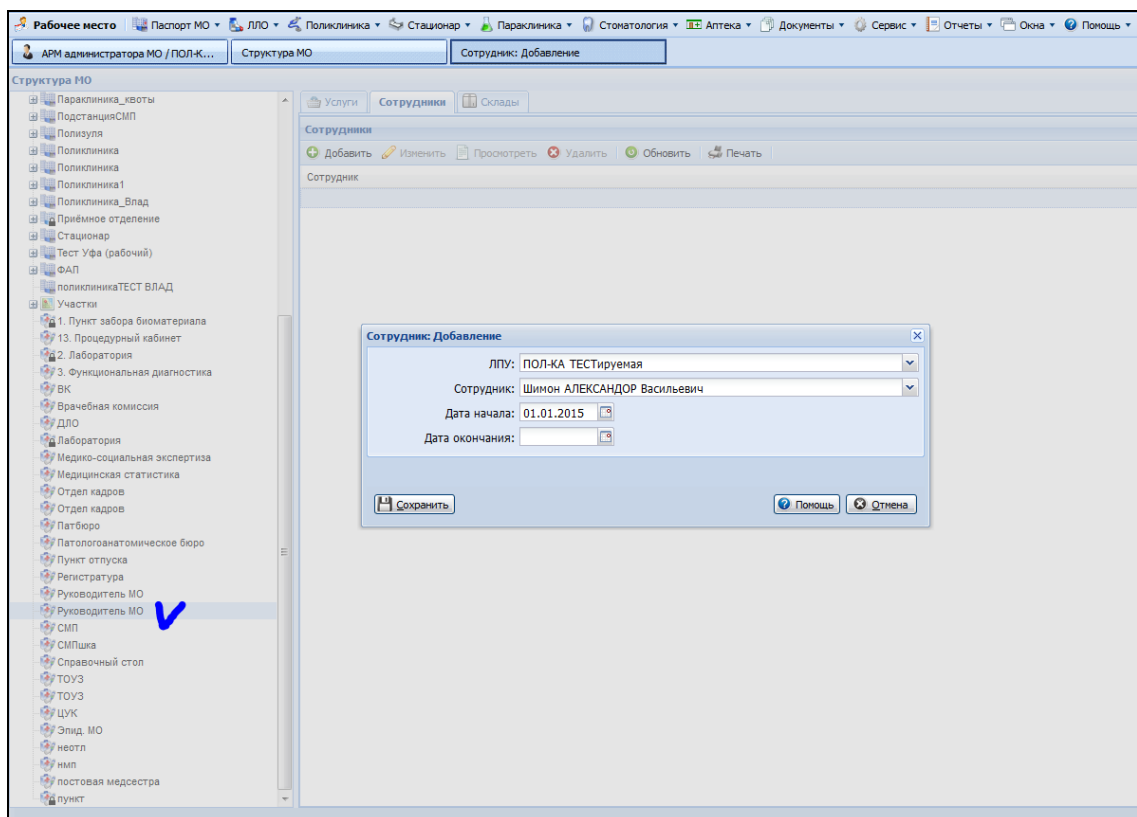 Рабочее место Паспорт МО ЛЛО Поликлиника Стационар Параклиника Стоматология Аптека Документы Сервис Отчеты Окна Помощь
АРМ администратора МО / ПОЛ-К... Структура МО Сотрудник: Добавление
Структура МО
Параклиника_квоты
ПодстанцияСМП
Полизуля
Поликлиника
Поликлиника
Поликлиника1
Поликлиника_Влад
Приёмное отделение
Стационар
Тест Уфа (рабочий)
ФАП
поликлиникаТЕСТ ВЛАД
Участки
1. Пункт забора биоматериала
13. Процедурный кабинет
2. Лаборатория
3. Функциональная диагностика
ВК
Врачебная комиссия
ДЛО
Лаборатория
Медико-социальная экспертиза
Медицинская статистика
Отдел кадров
Отдел кадров
Патбюро
Патологоанатомическое бюро
Пункт отпуска
Регистратура
Руководитель МО
Руководитель МО
СМП
СМПшка
Справочный стол
ТОУЗ
ТОУЗ
ЦУК
Эпид. МО
неотл
нмп
постовая медсестра
пункт
Услуги Сотрудники Склады
Сотрудники
Добавить Изменить Просмотреть Удалить Обновить Печать
Сотрудник
Сотрудник: Добавление
ЛПУ: ПОЛ-КА ТЕСТируемая
Сотрудник: Шимон АЛЕКСАНДОР Васильевич
Дата начала: 01.01.2015
Дата окончания:
Сохранить Помощь Отмена